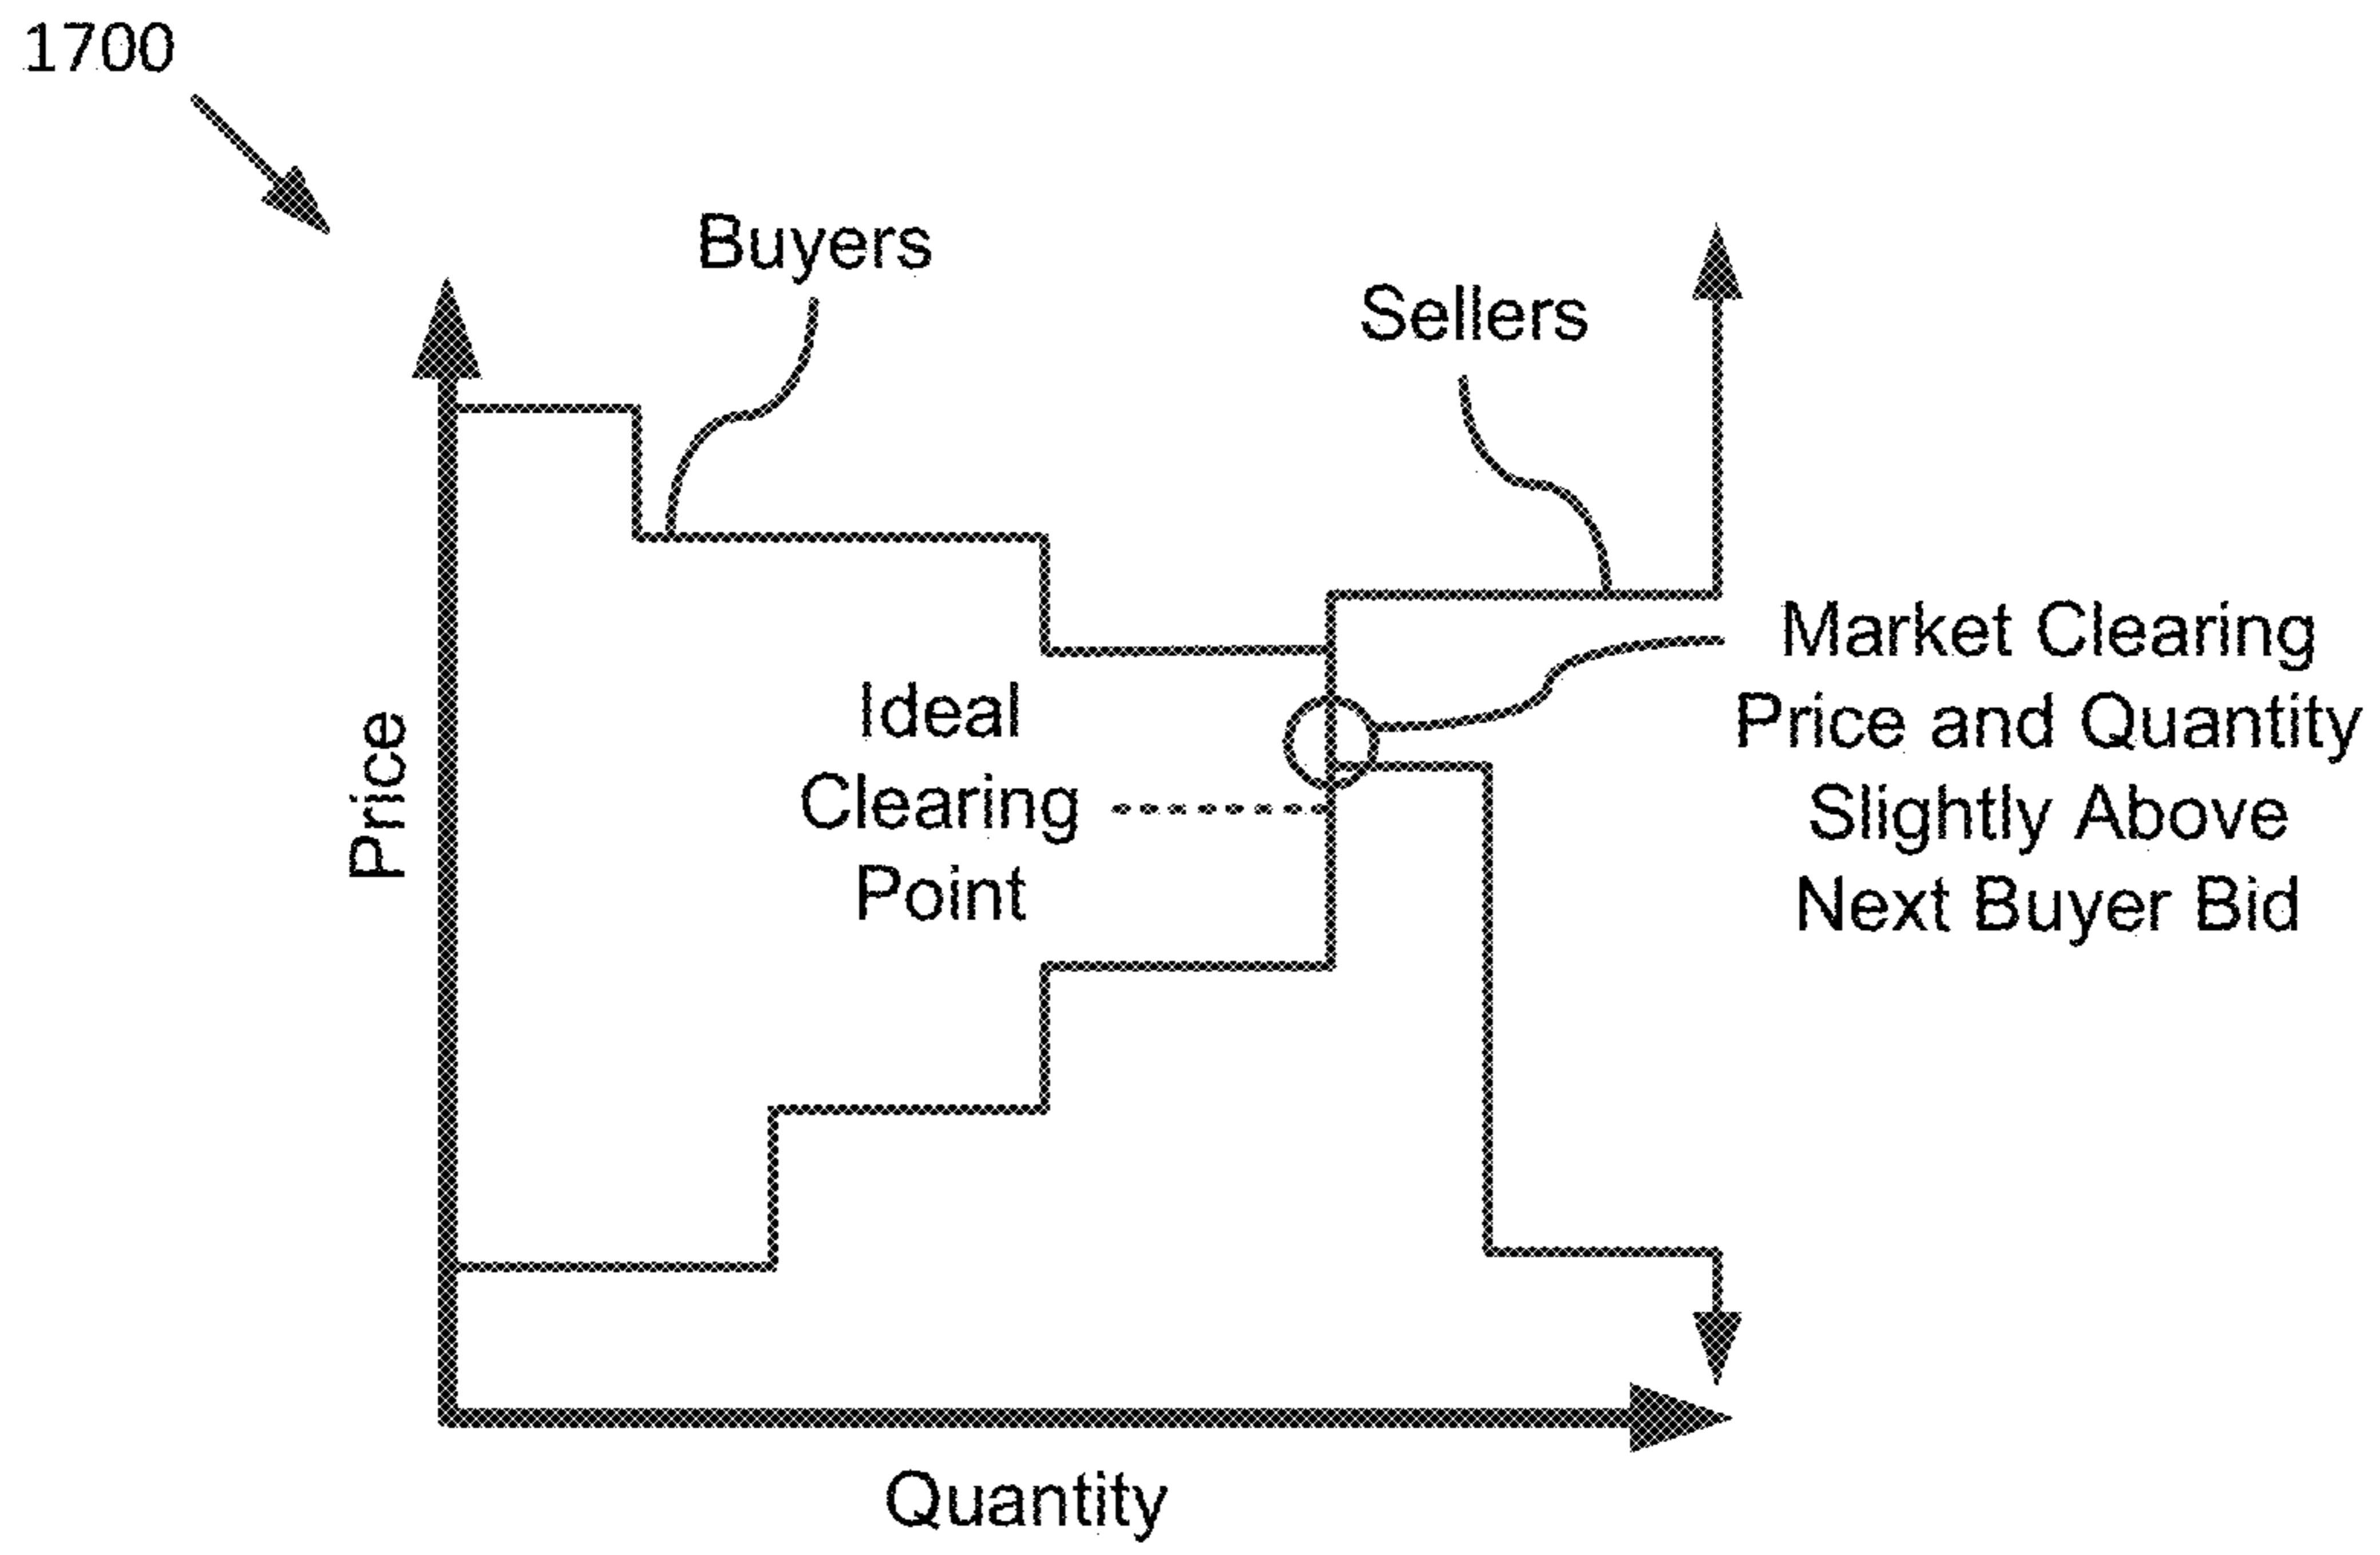 1700
Buyers
Sellers
Market Clearing
Price and Quantity
Slightly Above
Next Buyer Bid
Ideal
Clearing
Point
Price
Quantity